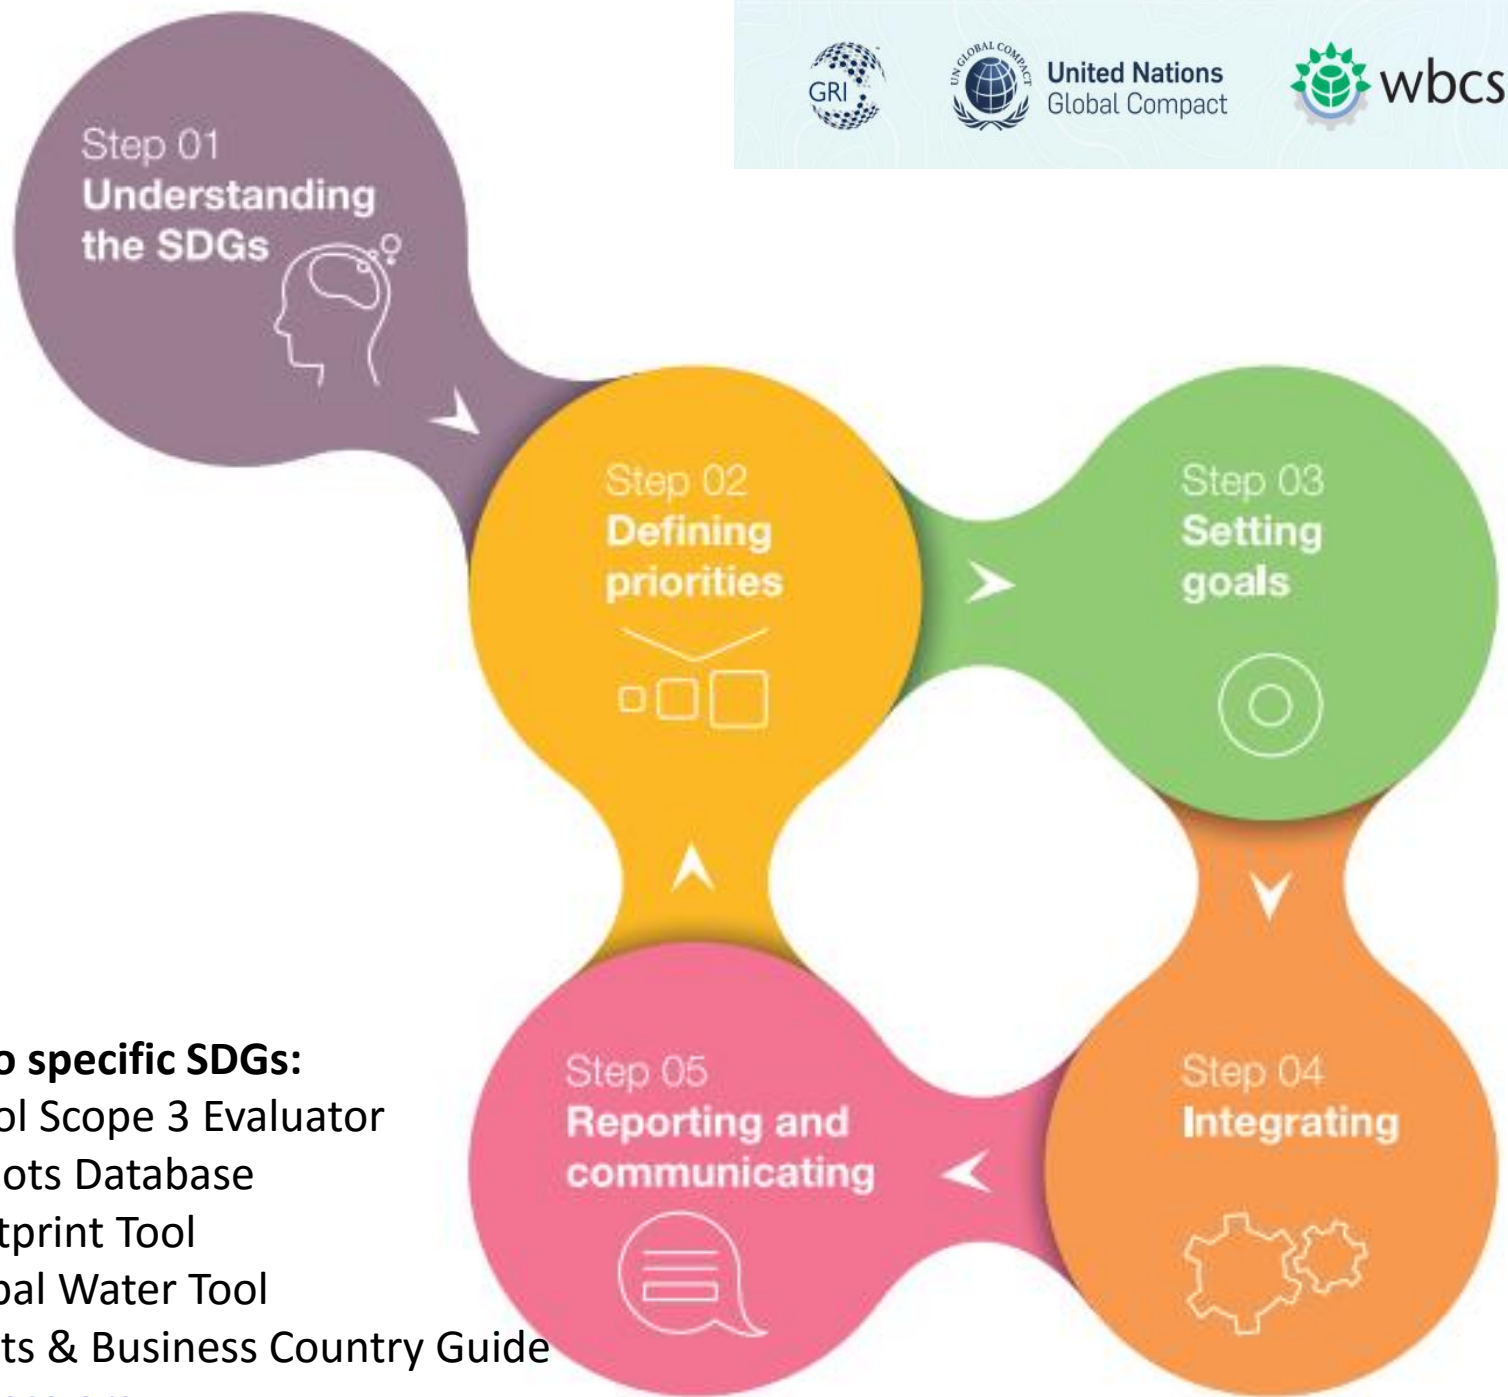 GRI
UN GLOBAL COMPACT
United Nations
Global Compact
wbcs
Step 01
Understanding
the SDGs
Step 02
Defining
priorities
Step 03
Setting
goals
Step 04
Integrating
Step 05
Reporting and
communicating
o specific SDGs:
ol Scope 3 Evaluator
ots Database
tprint Tool
bal Water Tool
ts & Business Country Guide